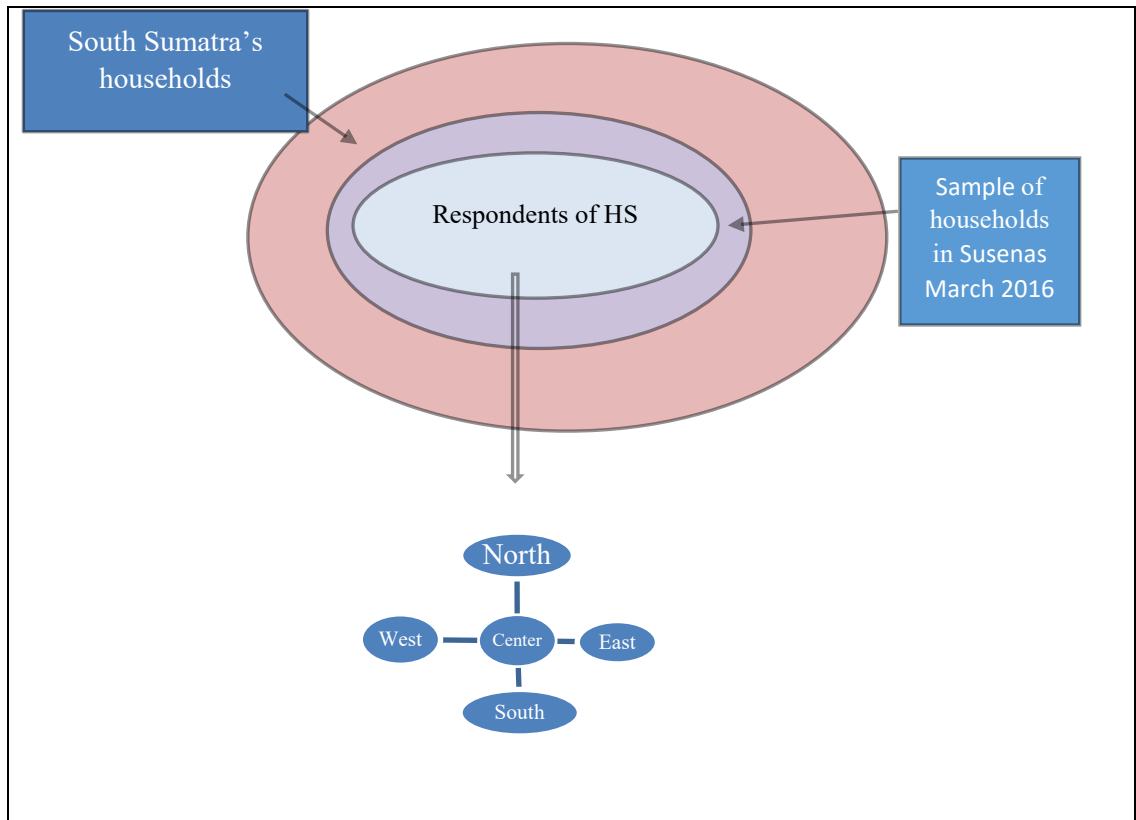 South Sumatra’s
households
Respondents of HS
Sample of
households
in Susenas
March 2016
North
West
Center
East
South